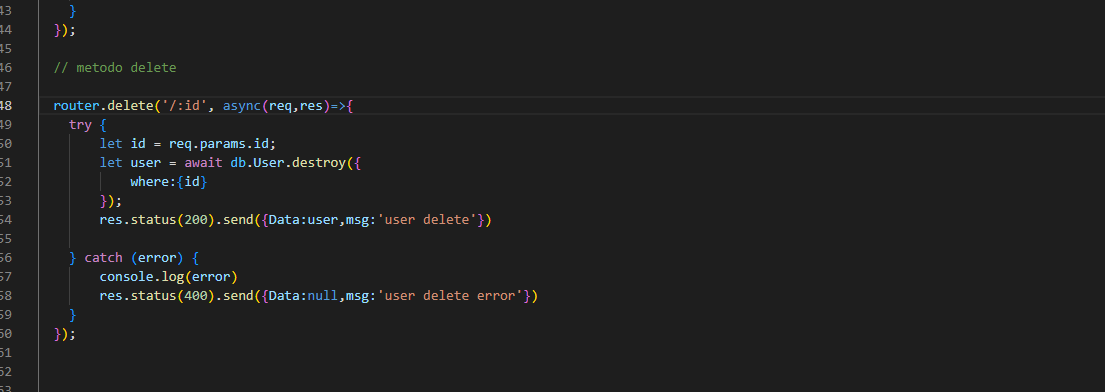 43 }
44 });
45
46 // metodo delete
47
48 router.delete('/:id', async(req,res)=>{
49 try {
50 let id = req.params.id;
51 let user = await db.User.destroy({
52 where:{id}
53 });
54 res.status(200).send({Data:user,msg:'user delete'})
55
56 } catch (error) {
57 console.log(error)
58 res.status(400).send({Data:null,msg:'user delete error'})
59 }
60 });
61
62
63